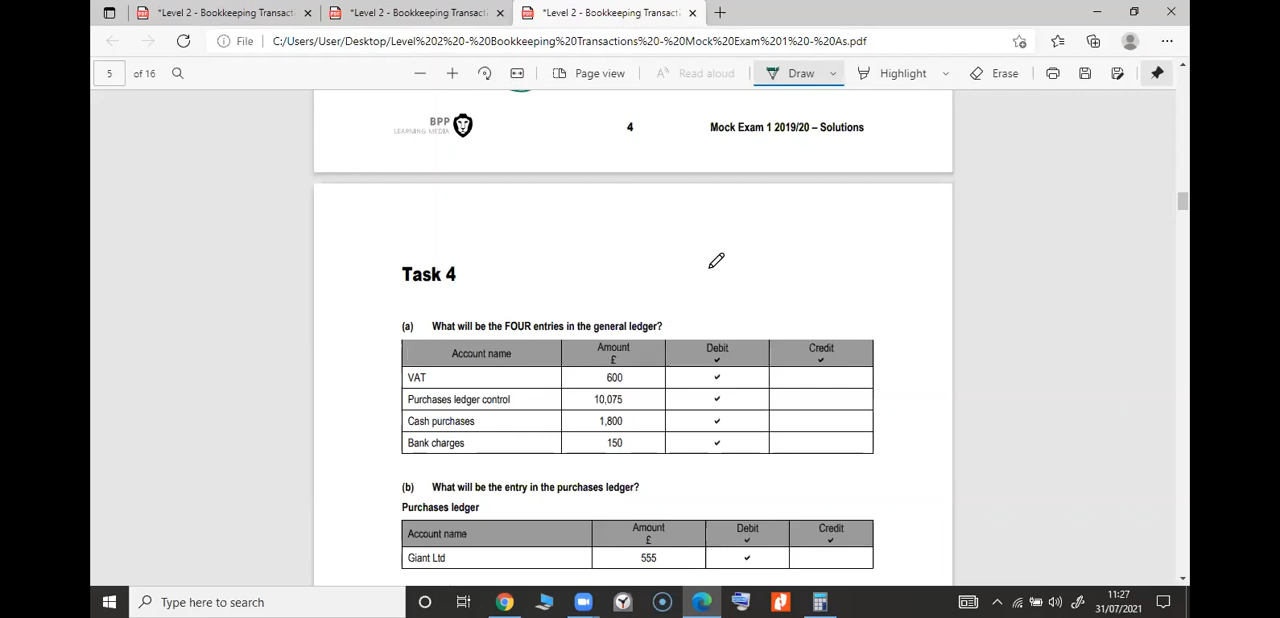 *Level 2 - Bookkeeping Transact
*Level 2 - Bookkeeping Transact
*Level 2 - Bookkeeping Transact
File C:/Users/User/Desktop/Level%202%20-%20Bookkeeping%20Transactions%20-%20Mock%20Exam%201%20-%20As.pdf
5 of 16 Page view Read aloud Draw Highlight Erase
BPP
LEARNING MEDIA
4 Mock Exam 1 2019/20 – Solutions
Task 4
(a) What will be the FOUR entries in the general ledger?
Account name Amount £ Debit ✓ Credit ✓
VAT 600 ✓
Purchases ledger control 10,075 ✓
Cash purchases 1,800 ✓
Bank charges 150 ✓
(b) What will be the entry in the purchases ledger?
Purchases ledger
Account name Amount £ Debit ✓ Credit ✓
Giant Ltd 555 ✓
Type here to search
11:27
31/07/2021